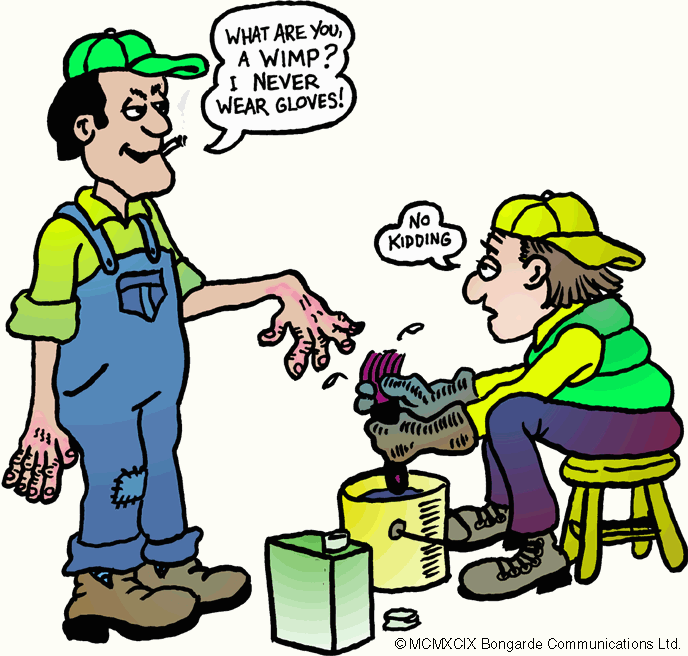 WHAT ARE YOU,
A WIMP?
I NEVER
WEAR GLOVES!
NO
KIDDING
© MCMXCIX Bongarde Communications Ltd.